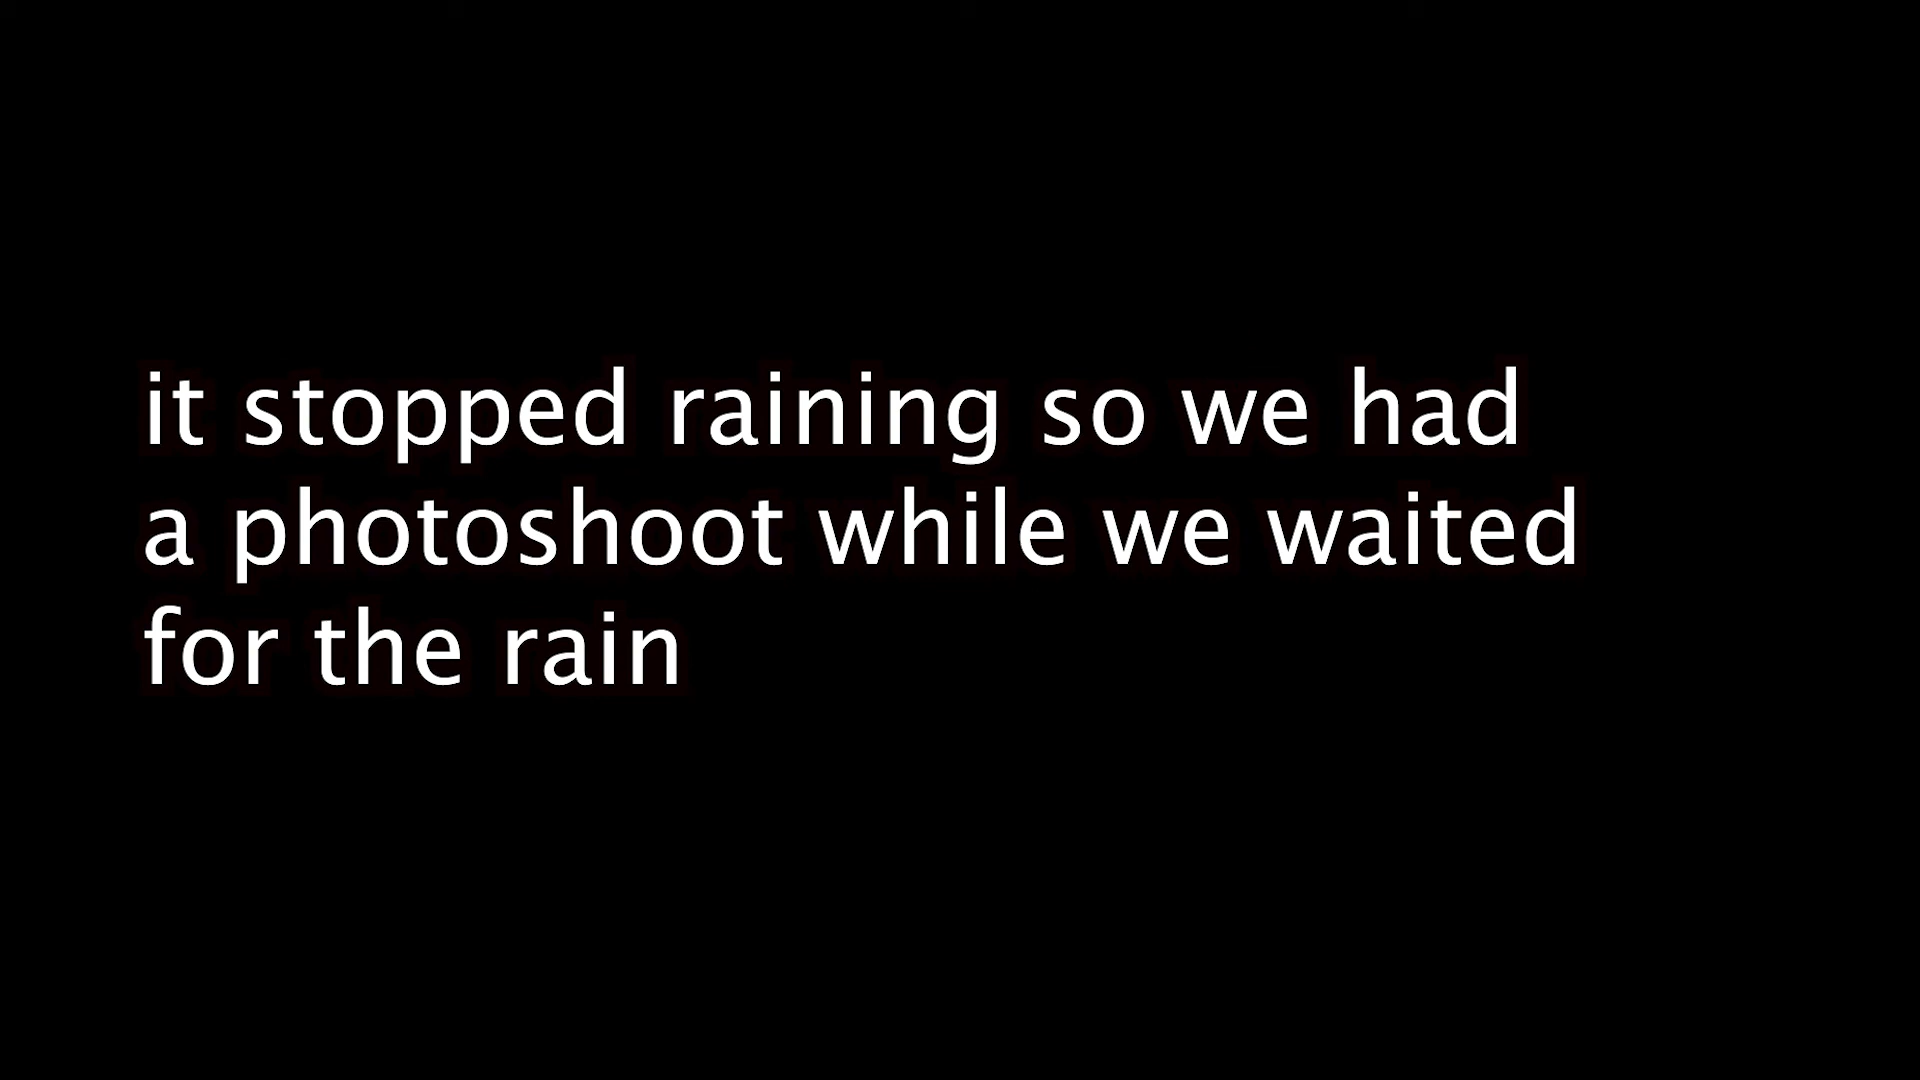 it stopped raining so we had
a photoshoot while we waited
for the rain